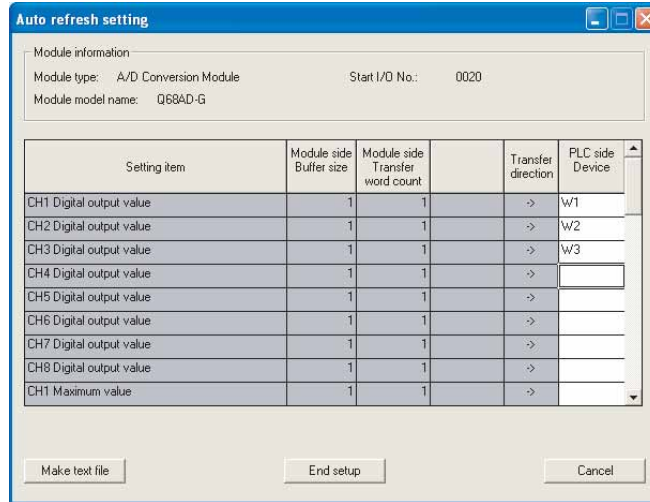 Auto refresh setting
Module information
Module type: A/D Conversion Module Start I/O No.: 0020
Module model name: Q68AD-G
Setting item Module side Buffer size Module side Transfer word count Transfer direction PLC side Device
CH1 Digital output value 1 1 -> W1
CH2 Digital output value 1 1 -> W2
CH3 Digital output value 1 1 -> W3
CH4 Digital output value 1 1 ->
CH5 Digital output value 1 1 ->
CH6 Digital output value 1 1 ->
CH7 Digital output value 1 1 ->
CH8 Digital output value 1 1 ->
CH1 Maximum value 1 1 ->
Make text file End setup Cancel